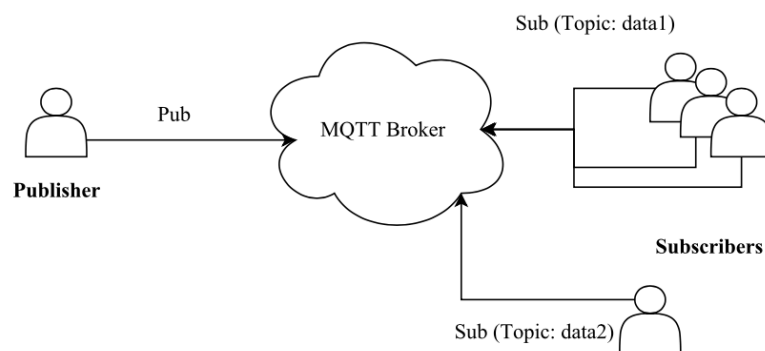 Sub (Topic: data1)
Pub
MQTT Broker
Publisher
Subscribers
Sub (Topic: data2)